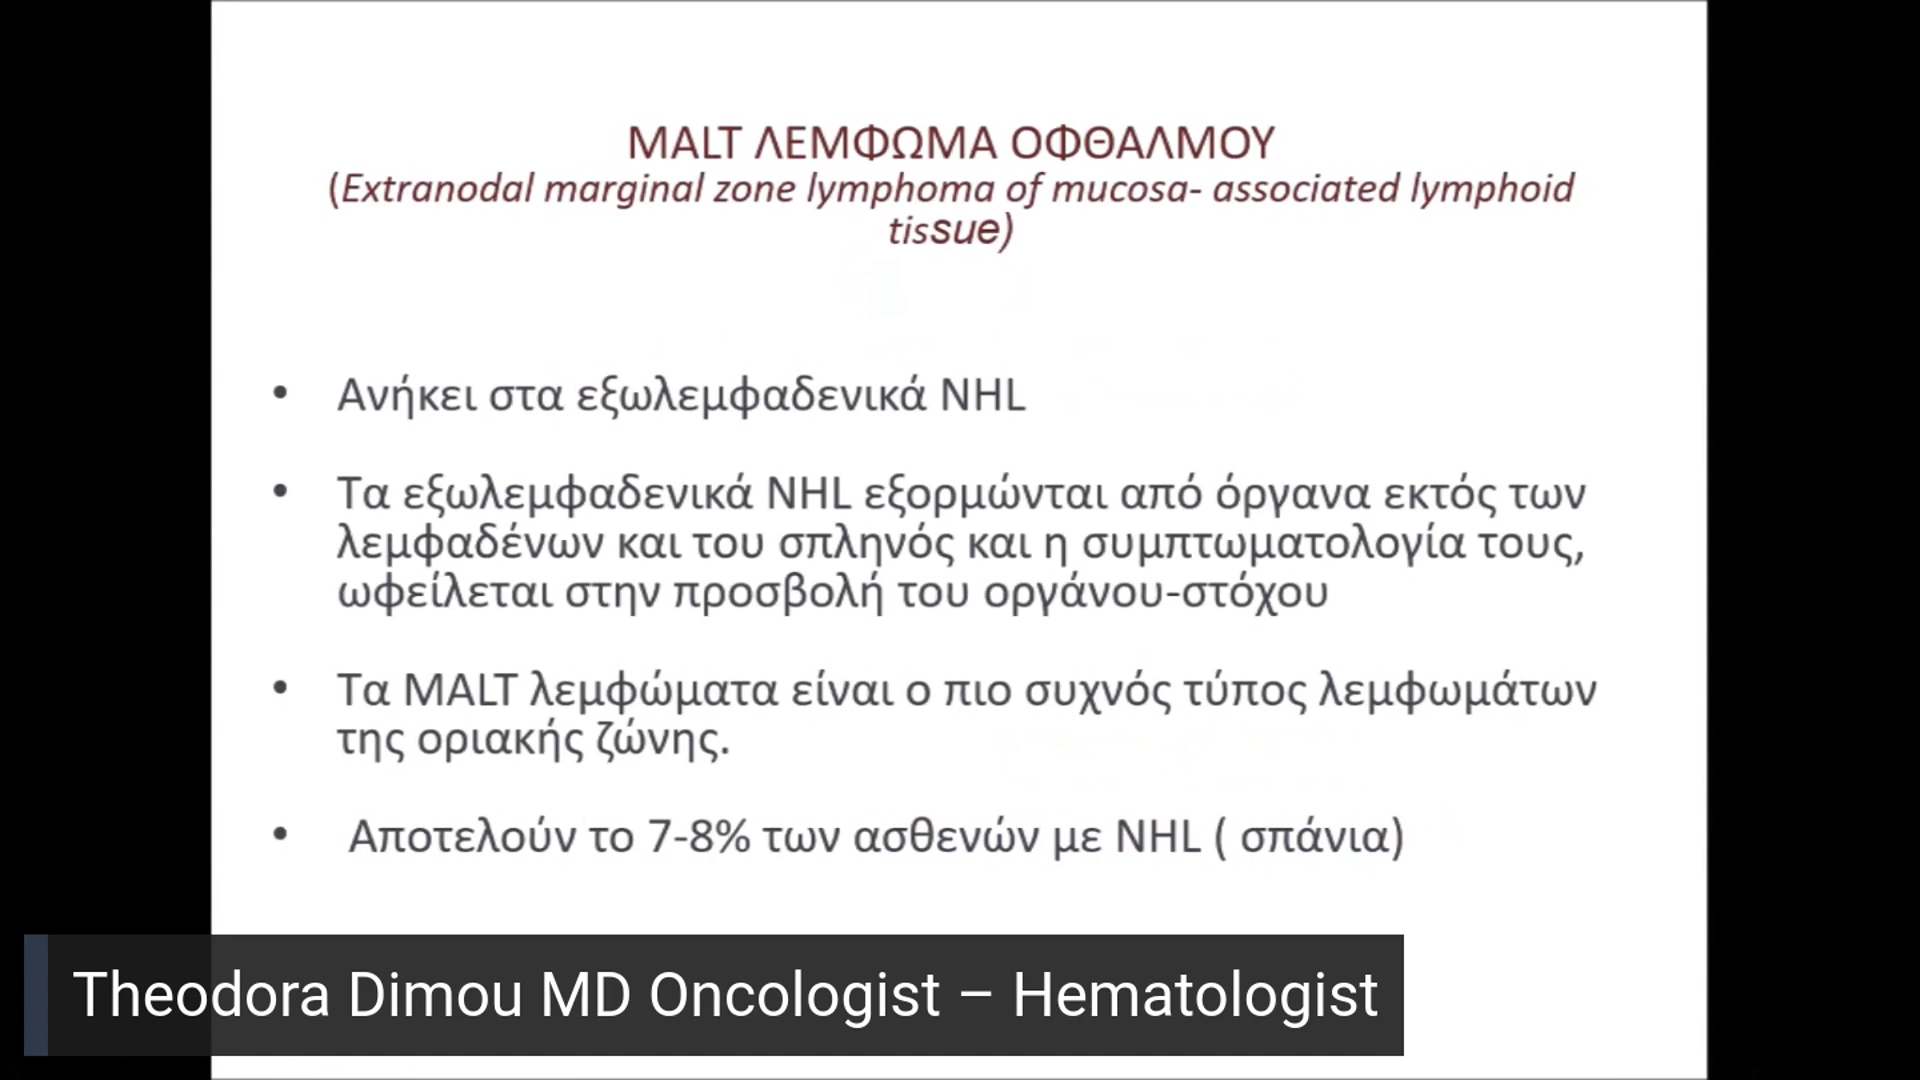 MALT ΛΕΜΦΩΜΑ ΟΦΘΑΛΜΟΥ
(Extranodal marginal zone lymphoma of mucosa- associated lymphoid
tissue)
• Ανήκει στα εξωλεμφαδενικά NHL
• Τα εξωλεμφαδενικά NHL εξορμώνται από όργανα εκτός των
λεμφαδένων και του σπληνός και η συμπτωματολογία τους,
ωφείλεται στην προσβολή του οργάνου-στόχου
• Τα MALT λεμφώματα είναι ο πιο συχνός τύπος λεμφωμάτων
της οριακής ζώνης.
• Αποτελούν το 7-8% των ασθενών με NHL ( σπάνια)
Theodora Dimou MD Oncologist – Hematologist